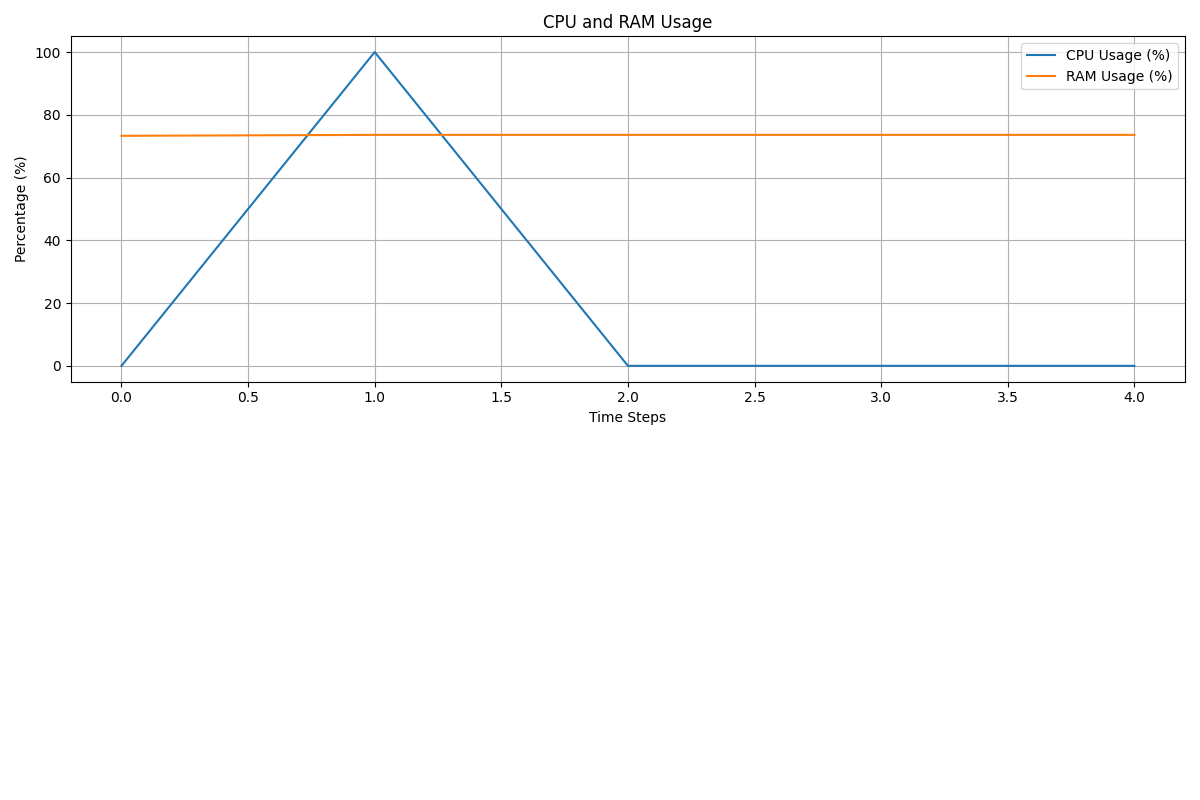 CPU and RAM Usage
CPU Usage (%)
RAM Usage (%)
Percentage (%)
100
80
60
40
20
0
0.0 0.5 1.0 1.5 2.0 2.5 3.0 3.5 4.0
Time Steps